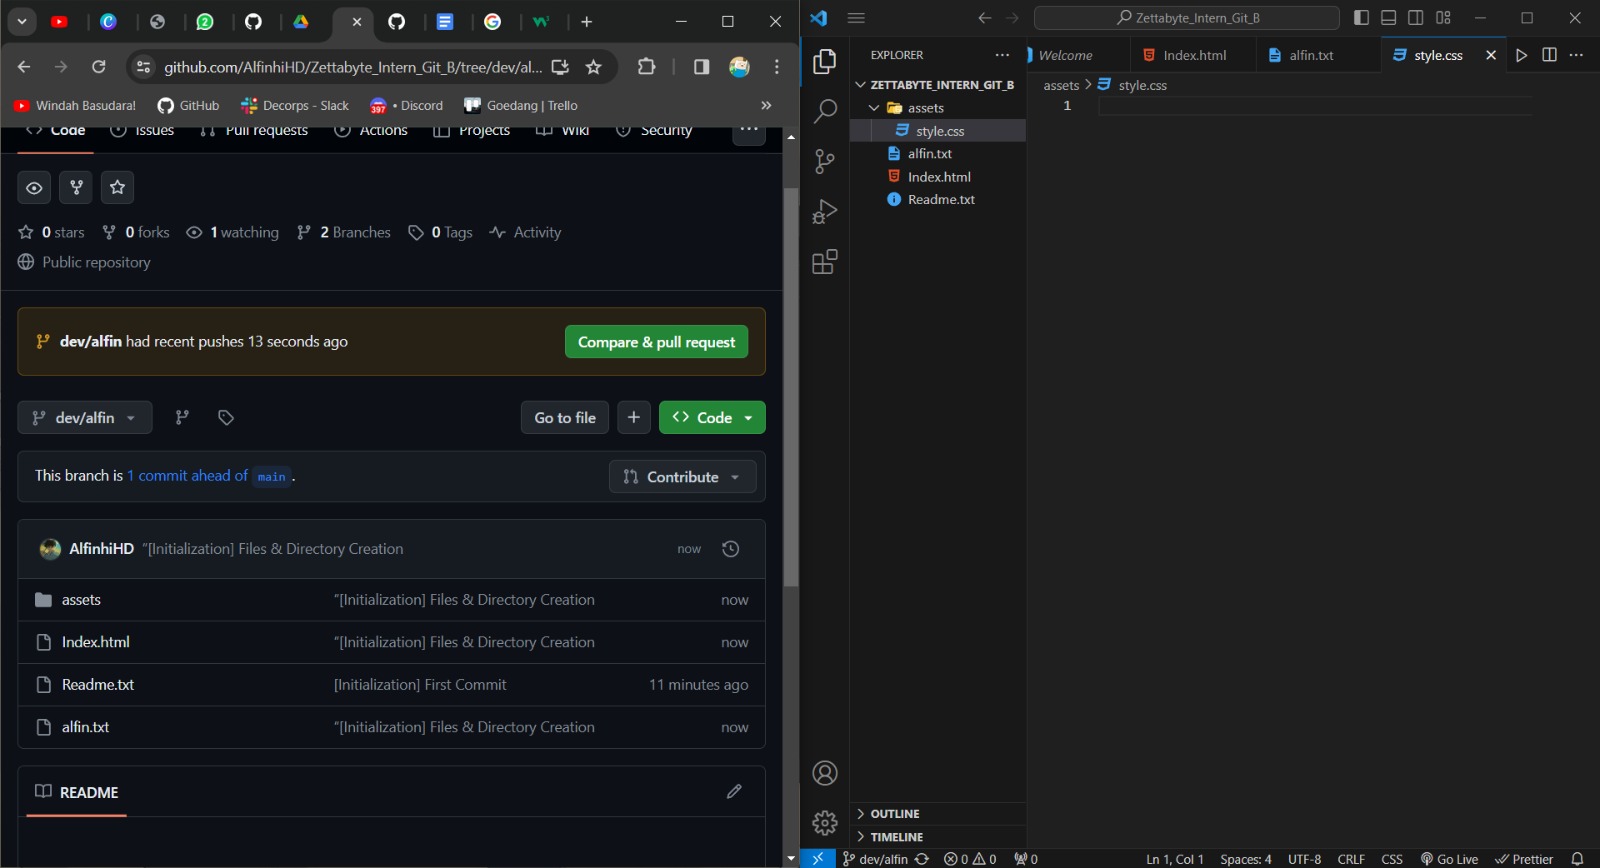 2
github.com/AlfinhiHD/Zettabyte_Intern_Git_B/tree/dev/al...
Windah Basudara!
GitHub
Decorps - Slack
397
• Discord
Goedang | Trello
»
Code
Issues
Pull requests
Actions
Projects
Wiki
Security
0 stars
0 forks
1 watching
2 Branches
0 Tags
Activity
Public repository
dev/alfin had recent pushes 13 seconds ago
Compare & pull request
dev/alfin
Go to file
Code
This branch is 1 commit ahead of main.
Contribute
AlfinhiHD "[Initialization] Files & Directory Creation
now
assets
"[Initialization] Files & Directory Creation
now
Index.html
"[Initialization] Files & Directory Creation
now
Readme.txt
[Initialization] First Commit
11 minutes ago
alfin.txt
"[Initialization] Files & Directory Creation
now
README
Zettabyte_Intern_Git_B
EXPLORER
ZETTABYTE_INTERN_GIT_B
assets
style.css
alfin.txt
Index.html
Readme.txt
OUTLINE
TIMELINE
Welcome
Index.html
alfin.txt
style.css
assets > style.css
1
dev/alfin
0
0
0
Ln 1, Col 1
Spaces: 4
UTF-8
CRLF
CSS
Go Live
Prettier